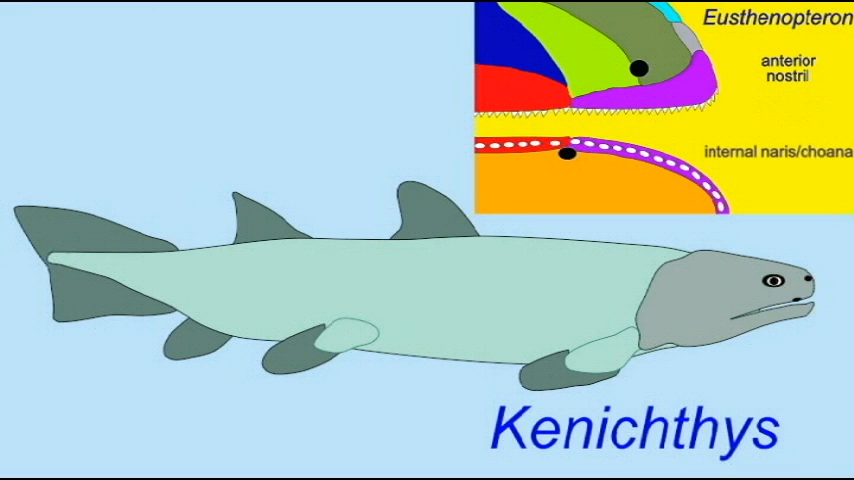 Eusthenopteron
anterior
nostril
internal naris/choana
Kenichthys